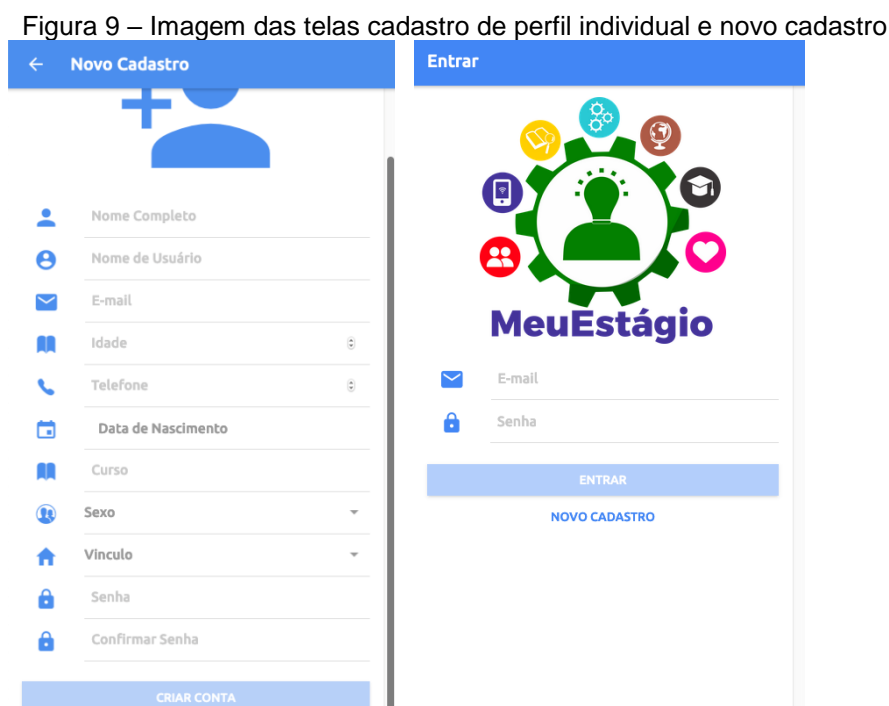 Figura 9 – Imagem das telas cadastro de perfil individual e novo cadastro
Novo Cadastro
Nome Completo
Nome de Usuário
E-mail
Idade
Telefone
Data de Nascimento
Curso
Sexo
Vinculo
Senha
Confirmar Senha
CRIAR CONTA
Entrar
MeuEstágio
E-mail
Senha
ENTRAR
NOVO CADASTRO